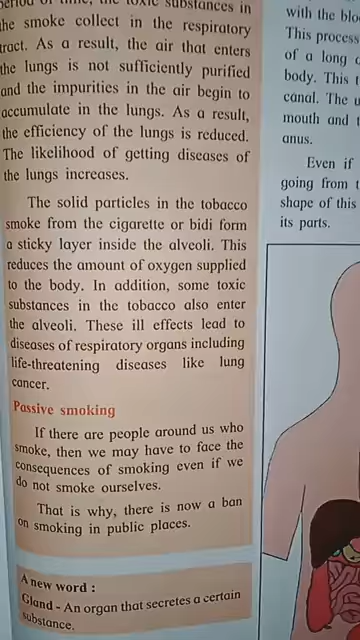 period of time, the toxic substances in
the smoke collect in the respiratory
tract. As a result, the air that enters
the lungs is not sufficiently purified
and the impurities in the air begin to
accumulate in the lungs. As a result,
the efficiency of the lungs is reduced.
The likelihood of getting diseases of
the lungs increases.
The solid particles in the tobacco
smoke from the cigarette or bidi form
a sticky layer inside the alveoli. This
reduces the amount of oxygen supplied
to the body. In addition, some toxic
substances in the tobacco also enter
the alveoli. These ill effects lead to
diseases of respiratory organs including
life-threatening diseases like lung
cancer.
Passive smoking
If there are people around us who
smoke, then we may have to face the
consequences of smoking even if we
do not smoke ourselves.
That is why, there is now a ban
on smoking in public places.
A new word :
Gland - An organ that secretes a certain
substance.
with the
This process
of a long
body. This
canal. The
mouth and
anus.
Even if
going from
shape of this
its parts.